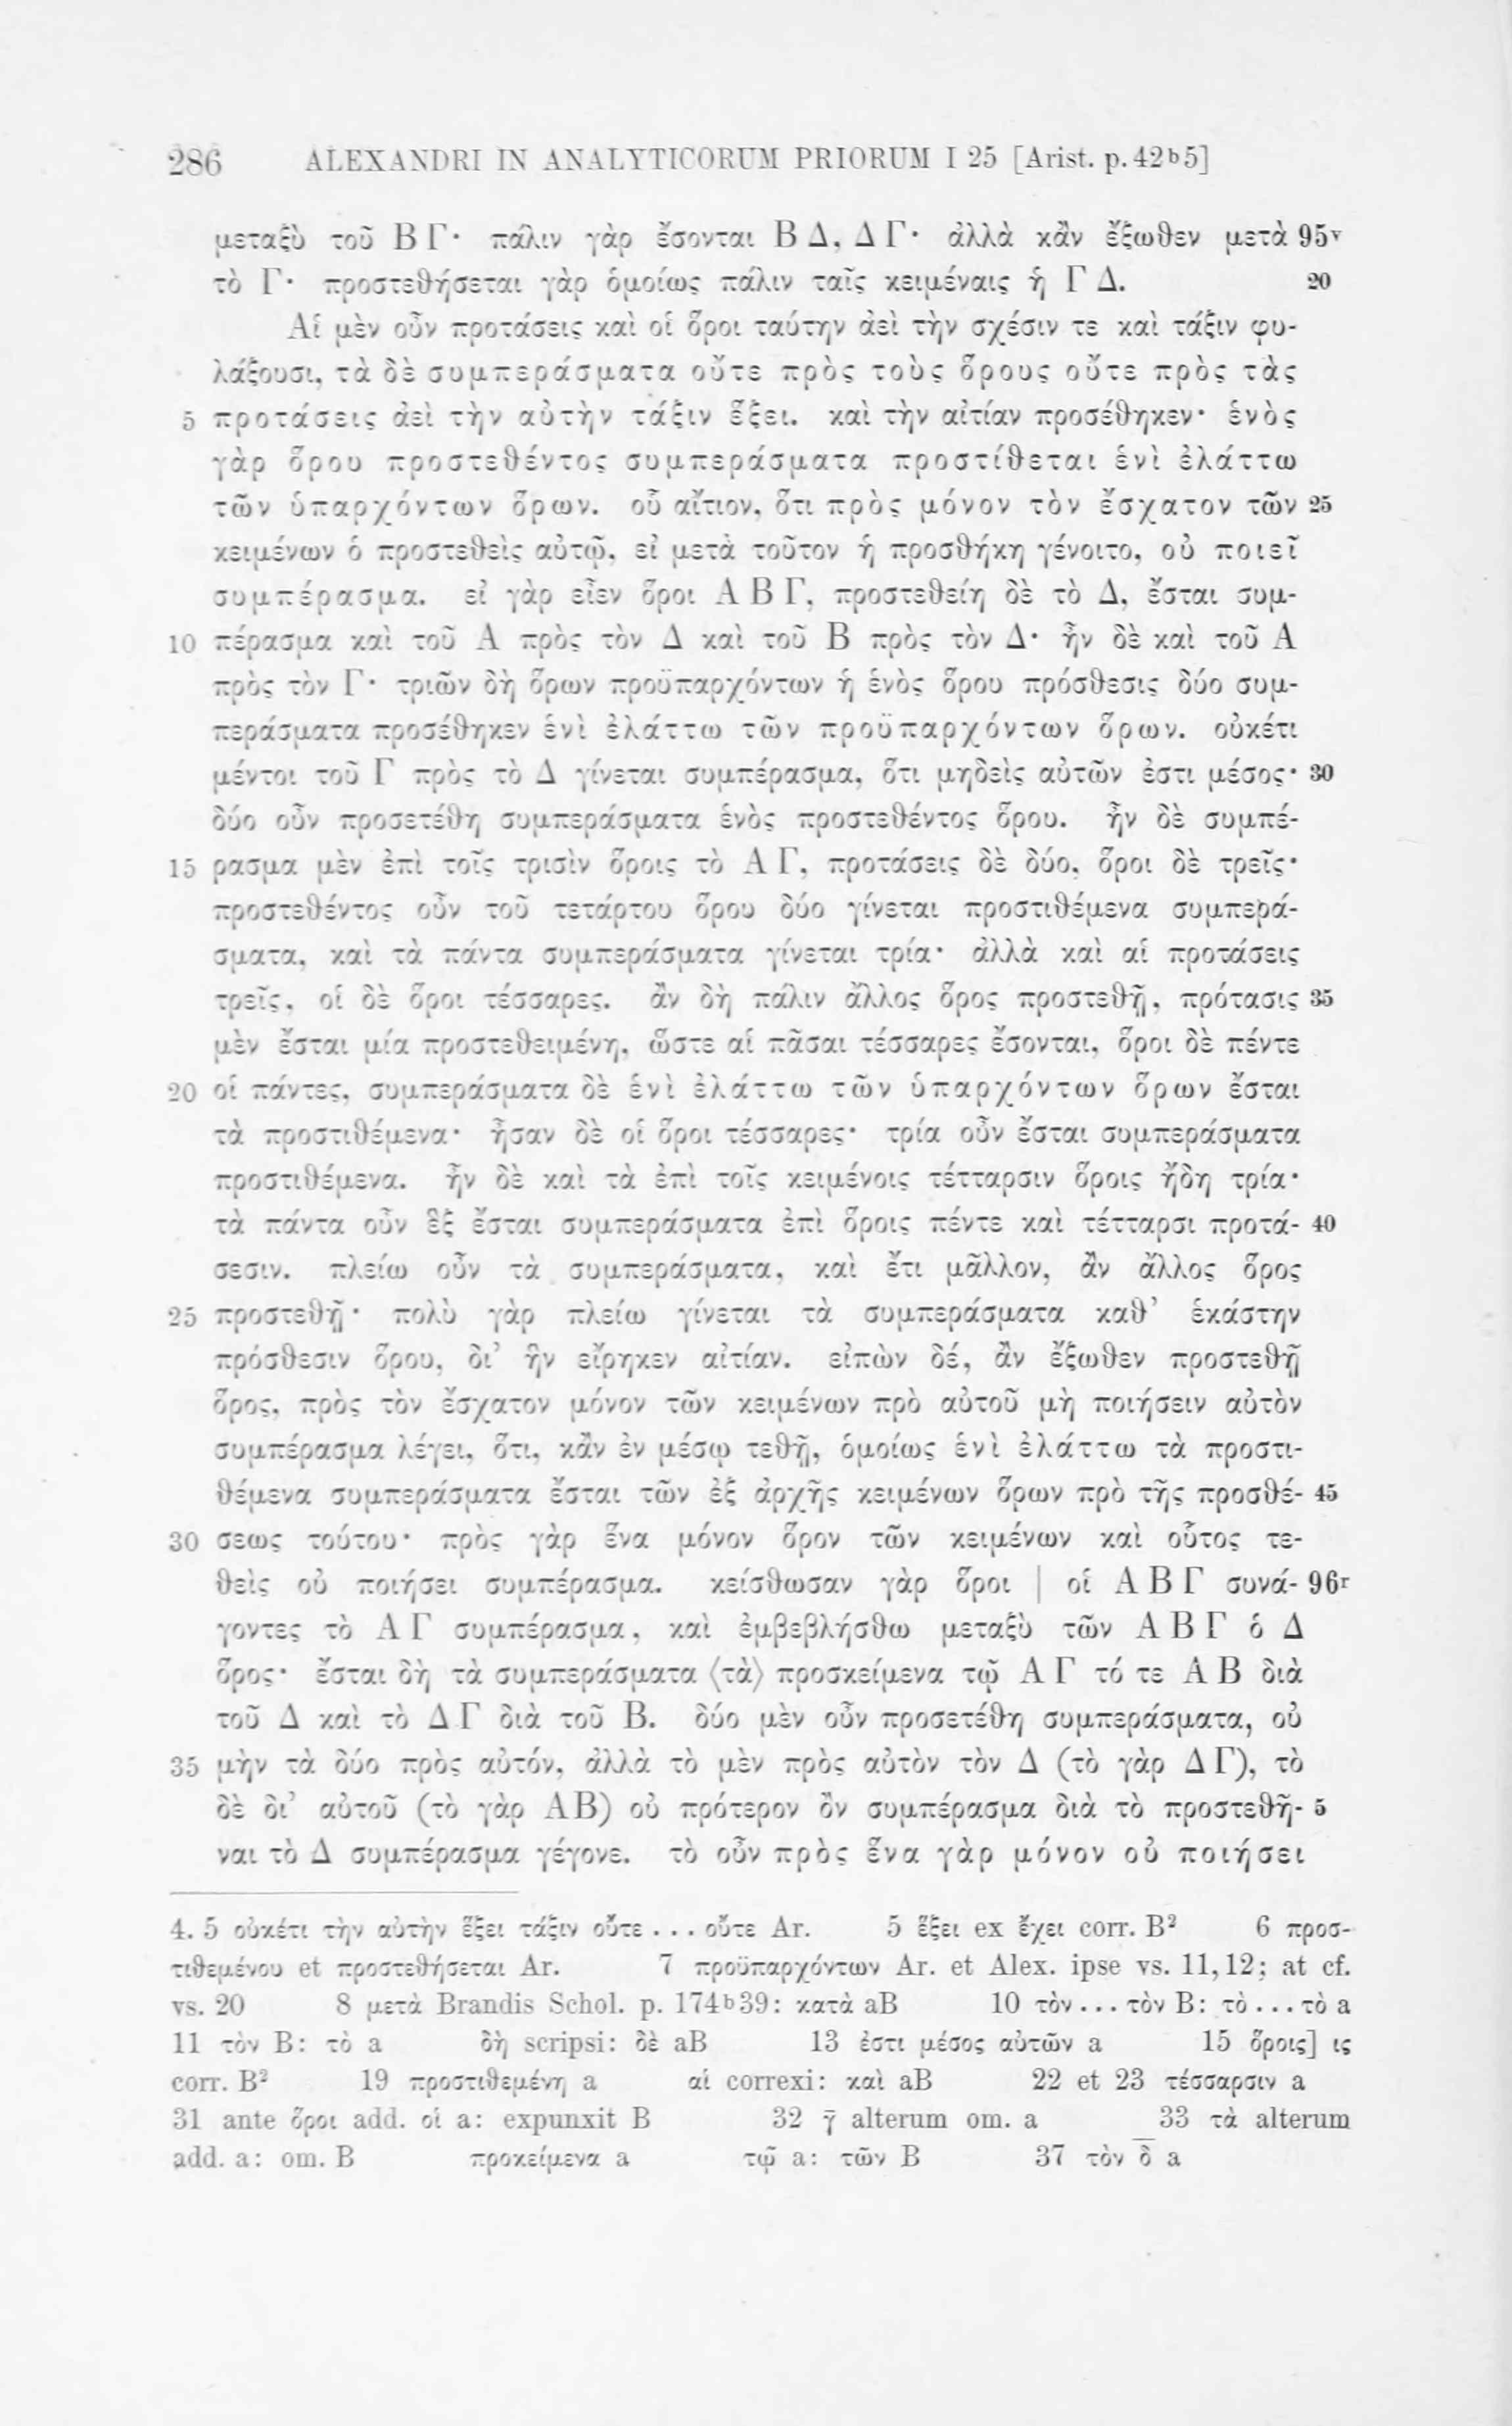 286 ALEXANDRI IN ANALYTICORUM PRIORUM I 25 [Arist. p. 42b5]
μεταξὺ τοῦ Β Γ· πάλιν γὰρ ἔσονται Β Δ, Δ Γ· ἀλλὰ κἂν ἔξωθεν μετὰ 95v
τὸ Γ· προστεθήσεται γὰρ ὁμοίως πάλιν ταῖς κειμέναις ἡ Γ Δ. 20
Αἱ μὲν οὖν προτάσεις καὶ οἱ ὅροι ταύτην ἀεὶ τὴν σχέσιν τε καὶ τάξιν φυ-
λάξουσι, τὰ δὲ συμπεράσματα οὔτε πρὸς τοὺς ὅρους οὔτε πρὸς τὰς
5 προτάσεις ἀεὶ τὴν αὐτὴν τάξιν ἕξει. καὶ τὴν αἰτίαν προσέθηκεν· ἑνὸς
γὰρ ὅρου προστεθέντος συμπεράσματα προστίθεται ἑνὶ ἐλάττω
τῶν ὑπαρχόντων ὅρων. οὗ αἴτιον, ὅτι πρὸς μόνον τὸν ἔσχατον τῶν 25
κειμένων ὁ προστεθεὶς αὐτῷ, εἰ μετὰ τοῦτον ἡ προσθήκη γένοιτο, οὐ ποιεῖ
συμπέρασμα. εἰ γὰρ εἶεν ὅροι Α Β Γ, προστεθείη δὲ τὸ Δ, ἔσται συμ-
10 πέρασμα καὶ τοῦ Α πρὸς τὸν Δ καὶ τοῦ Β πρὸς τὸν Δ· ἦν δὲ καὶ τοῦ Α
πρὸς τὸν Γ· τριῶν δὴ ὅρων προϋπαρχόντων ἡ ἑνὸς ὅρου πρόσθεσις δύο συμ-
περάσματα προσέθηκεν ἑνὶ ἐλάττω τῶν προϋπαρχόντων ὅρων. οὐκέτι
μέντοι τοῦ Γ πρὸς τὸ Δ γίνεται συμπέρασμα, ὅτι μηδεὶς αὐτῶν ἐστι μέσος· 30
δύο οὖν προσετέθη συμπεράσματα ἑνὸς προστεθέντος ὅρου. ἦν δὲ συμπέ-
15 ρασμα μὲν ἐπὶ τοῖς τρισὶν ὅροις τὸ Α Γ, προτάσεις δὲ δύο, ὅροι δὲ τρεῖς·
προστεθέντος οὖν τοῦ τετάρτου ὅρου δύο γίνεται προστιθέμενα συμπερά-
σματα, καὶ τὰ πάντα συμπεράσματα γίνεται τρία· ἀλλὰ καὶ αἱ προτάσεις
τρεῖς, οἱ δὲ ὅροι τέσσαρες. ἂν δὴ πάλιν ἄλλος ὅρος προστεθῇ, πρότασις 35
μὲν ἔσται μία προστεθειμένη, ὥστε αἱ πᾶσαι τέσσαρες ἔσονται, ὅροι δὲ πέντε
20 οἱ πάντες, συμπεράσματα δὲ ἑνὶ ἐλάττω τῶν ὑπαρχόντων ὅρων ἔσται
τὰ προστιθέμενα· ἦσαν δὲ οἱ ὅροι τέσσαρες· τρία οὖν ἔσται συμπεράσματα
προστιθέμενα. ἦν δὲ καὶ τὰ ἐπὶ τοῖς κειμένοις τέτταρσιν ὅροις ἤδη τρία·
τὰ πάντα οὖν ἓξ ἔσται συμπεράσματα ἐπὶ ὅροις πέντε καὶ τέτταρσι προτά- 40
σεσιν. πλείω οὖν τὰ συμπεράσματα, καὶ ἔτι μᾶλλον, ἂν ἄλλος ὅρος
25 προστεθῇ· πολὺ γὰρ πλείω γίνεται τὰ συμπεράσματα καθ’ ἑκάστην
πρόσθεσιν ὅρου, δι’ ἣν εἴρηκεν αἰτίαν. εἰπὼν δέ, ἂν ἔξωθεν προστεθῇ
ὅρος, πρὸς τὸν ἔσχατον μόνον τῶν κειμένων πρὸ αὐτοῦ μὴ ποιήσειν αὐτὸν
συμπέρασμα λέγει, ὅτι, κἂν ἐν μέσῳ τεθῇ, ὁμοίως ἑνὶ ἐλάττω τὰ προστι-
θέμενα συμπεράσματα ἔσται τῶν ἐξ ἀρχῆς κειμένων ὅρων πρὸ τῆς προσθέ- 45
30 σεως τούτου· πρὸς γὰρ ἕνα μόνον ὅρον τῶν κειμένων καὶ οὗτος τε-
θεὶς οὐ ποιήσει συμπέρασμα. κείσθωσαν γὰρ ὅροι | οἱ Α Β Γ συνά- 96r
γοντες τὸ Α Γ συμπέρασμα, καὶ ἐμβεβλήσθω μεταξὺ τῶν Α Β Γ ὁ Δ
ὅρος· ἔσται δὴ τὰ συμπεράσματα ⟨τὰ⟩ προσκείμενα τῷ Α Γ τό τε Α Β διὰ
τοῦ Δ καὶ τὸ Δ Γ διὰ τοῦ Β. δύο μὲν οὖν προσετέθη συμπεράσματα, οὐ
35 μὴν τὰ δύο πρὸς αὐτόν, ἀλλὰ τὸ μὲν πρὸς αὐτὸν τὸν Δ (τὸ γὰρ Δ Γ), τὸ
δὲ δι’ αὐτοῦ (τὸ γὰρ Α Β) οὐ πρότερον ὂν συμπέρασμα διὰ τὸ προστεθῆ- 5
ναι τὸ Δ συμπέρασμα γέγονε. τὸ οὖν πρὸς ἕνα γὰρ μόνον οὐ ποιήσει
4. 5 οὐκέτι τὴν αὐτὴν ἕξει τάξιν οὔτε . . . οὔτε Ar. 5 ἕξει ex ἔχει corr. B² 6 προσ-
τιθεμένου et προστεθήσεται Ar. 7 προϋπαρχόντων Ar. et Alex. ipse vs. 11,12; at cf.
vs. 20 8 μετὰ Brandis Schol. p. 174b39: κατὰ aB 10 τὸν . . . τὸν B: τὸ . . . τὸ a
11 τὸν B: τὸ a δὴ scripsi: δὲ aB 13 ἐστι μέσος αὐτῶν a 15 ὅροις] ις
corr. B² 19 προστιθεμένη a αἱ correxi: καὶ aB 22 et 23 τέσσαρσιν a
31 ante ὅροι add. οἱ a: expunxit B 32 γ̄ alterum om. a 33 τὰ alterum
add. a: om. B προκείμενα a τῷ a: τῶν B 37 τὸν δ̄ a